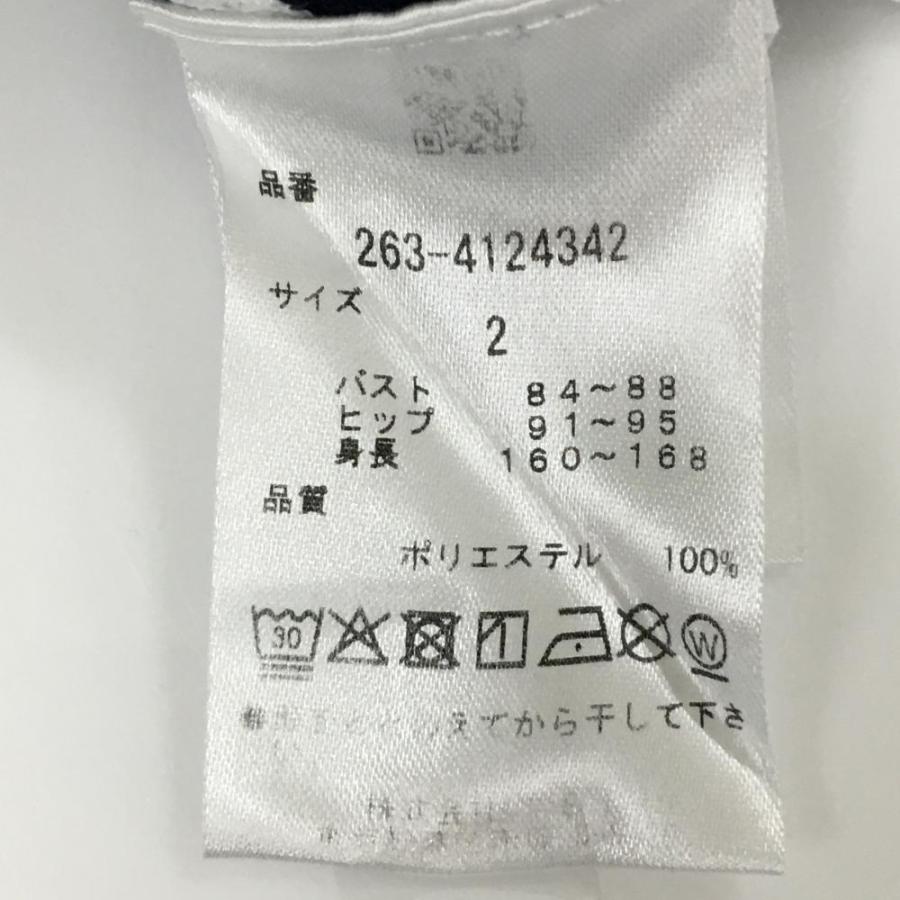 品番
263-4124342
サイズ
2
バスト 84～88
ヒップ 91～95
身長 160～168
品質
ポリエステル 100%
30
W
えてから干して下さ